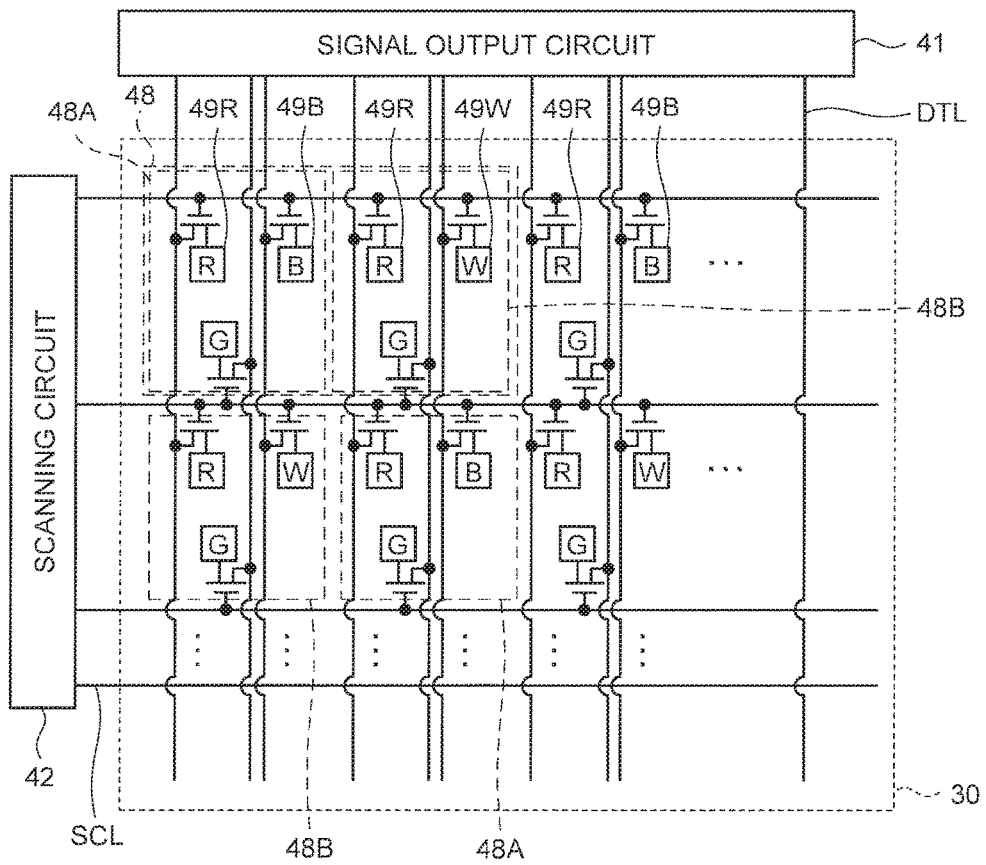 SIGNAL OUTPUT CIRCUIT
41
48
48A
49R
49B
49R
49W
49R
49B
DTL
R
B
R
W
R
B
...
48B
G
G
G
SCANNING CIRCUIT
R
W
R
B
R
W
...
G
G
G
42
SCL
48B
48A
30